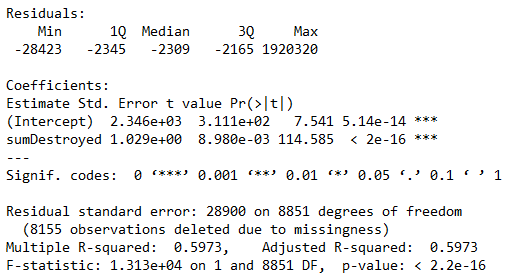 Residuals:
   Min     1Q Median     3Q     Max
-28423  -2345  -2309  -2165 1920320

Coefficients:
Estimate Std. Error t value Pr(>|t|)
(Intercept)  2.346e+03  3.111e+02   7.541 5.14e-14 ***
sumDestroyed 1.029e+00  8.980e-03 114.585  < 2e-16 ***
---
Signif. codes:  0 ‘***’ 0.001 ‘**’ 0.01 ‘*’ 0.05 ‘.’ 0.1 ‘ ’ 1

Residual standard error: 28900 on 8851 degrees of freedom
  (8155 observations deleted due to missingness)
Multiple R-squared:  0.5973,    Adjusted R-squared:  0.5973
F-statistic: 1.313e+04 on 1 and 8851 DF,  p-value: < 2.2e-16